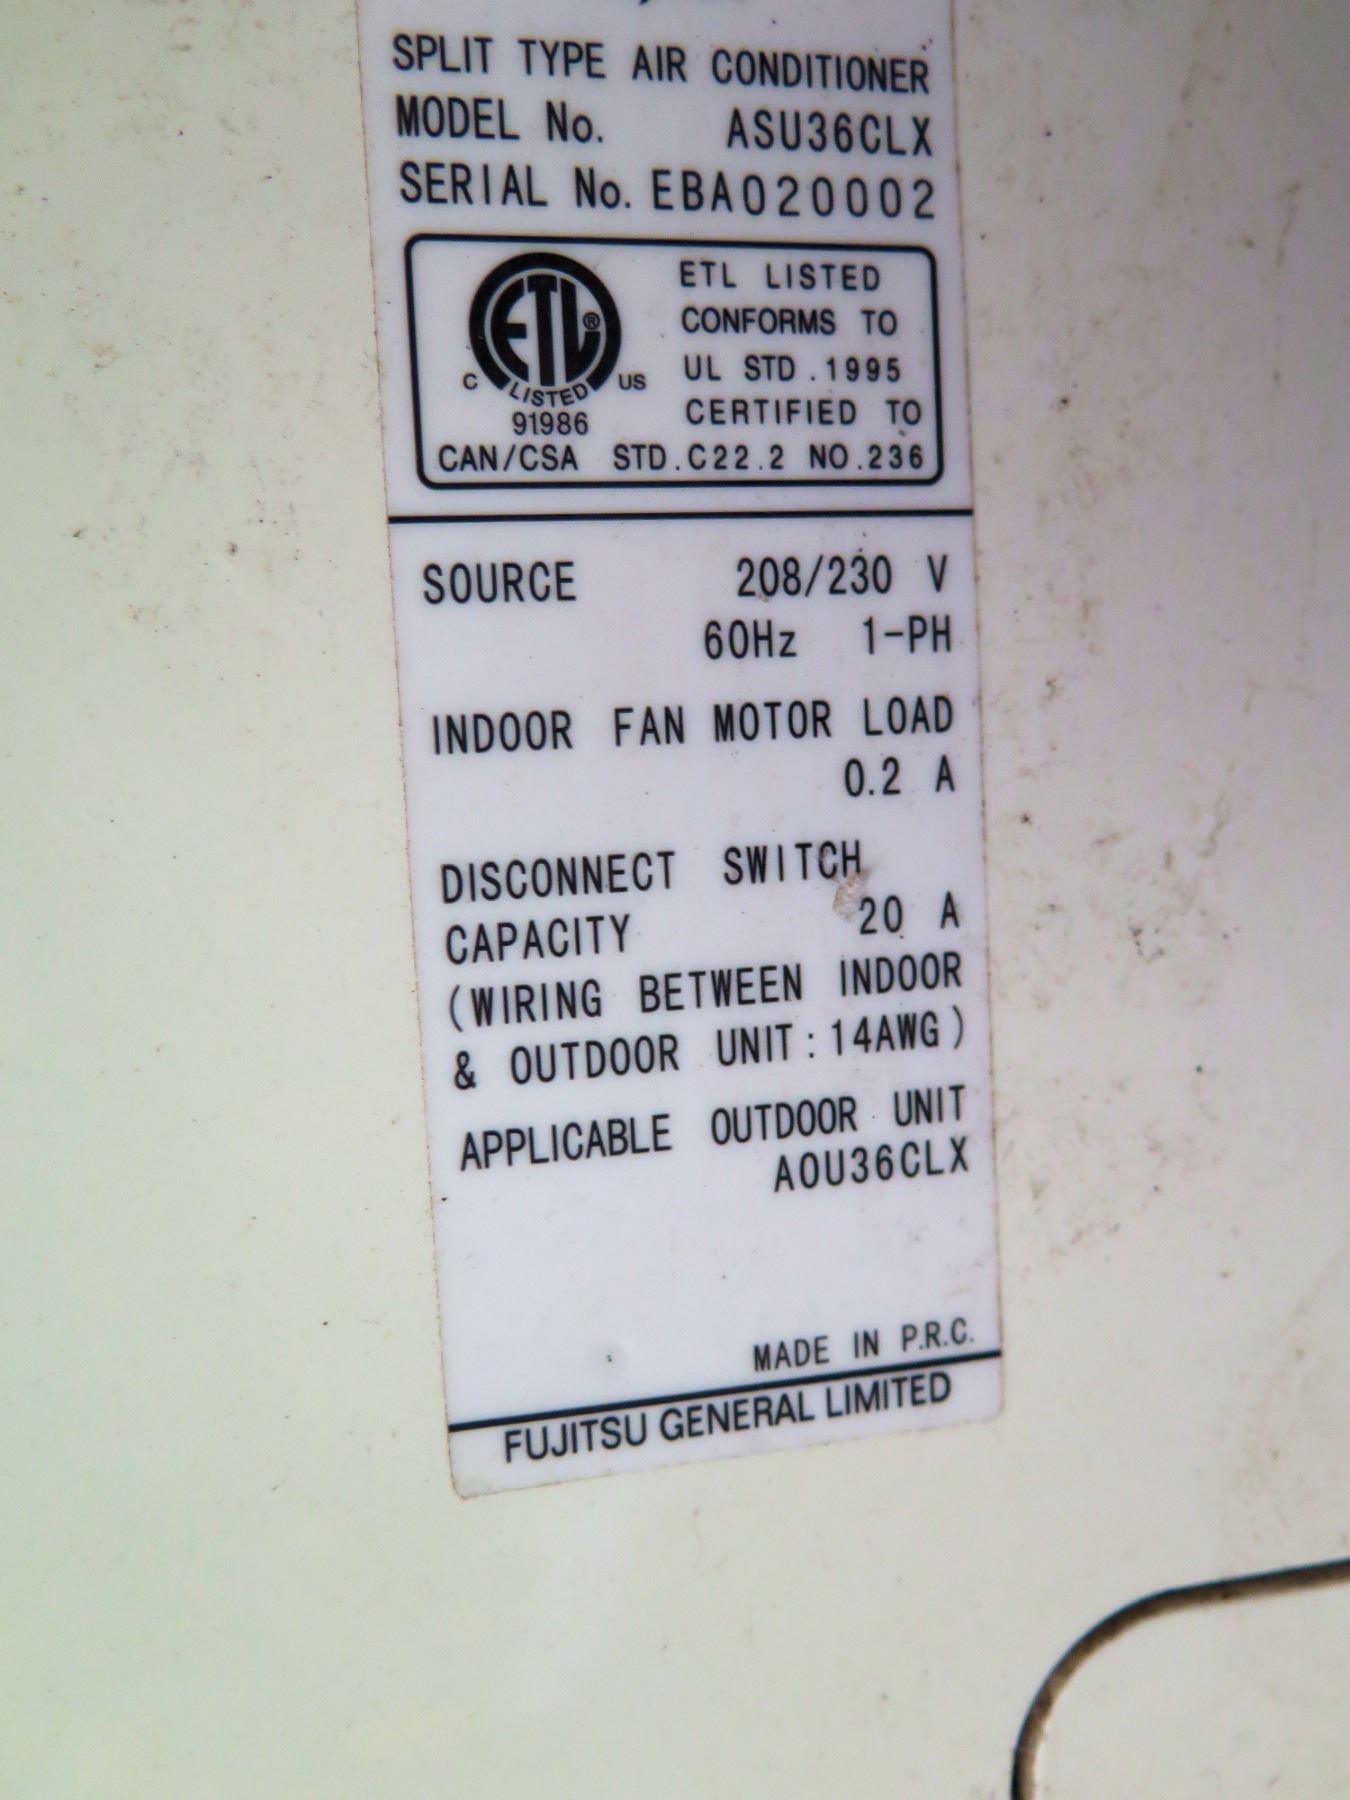 SPLIT TYPE AIR CONDITIONER
MODEL No. ASU36CLX
SERIAL No. EBA020002
ETL®
LISTED
C US
91986
ETL LISTED
CONFORMS TO
UL STD .1995
CERTIFIED TO
CAN/CSA STD.C22.2 NO.236
SOURCE 208/230 V
60Hz 1-PH
INDOOR FAN MOTOR LOAD
0.2 A
DISCONNECT SWITCH
CAPACITY 20 A
(WIRING BETWEEN INDOOR
& OUTDOOR UNIT:14AWG)
APPLICABLE OUTDOOR UNIT
AOU36CLX
MADE IN P.R.C.
FUJITSU GENERAL LIMITED